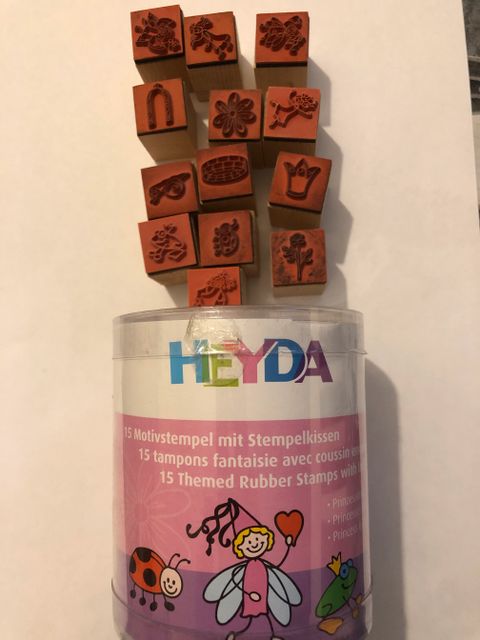 HEYDA
15 Motivstempel mit Stempelkissen
15 tampons fantaisie avec coussin
15 Themed Rubber Stamps with